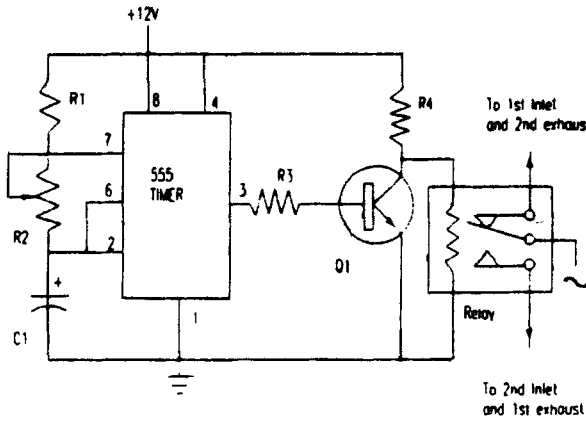 +12V
R1
R4
8
4
To 1st Inlet
and 2nd exhaust
7
555
TIMER
R3
6
3
R2
2
Q1
+
1
C1
Relay
To 2nd Inlet
and 1st exhaust